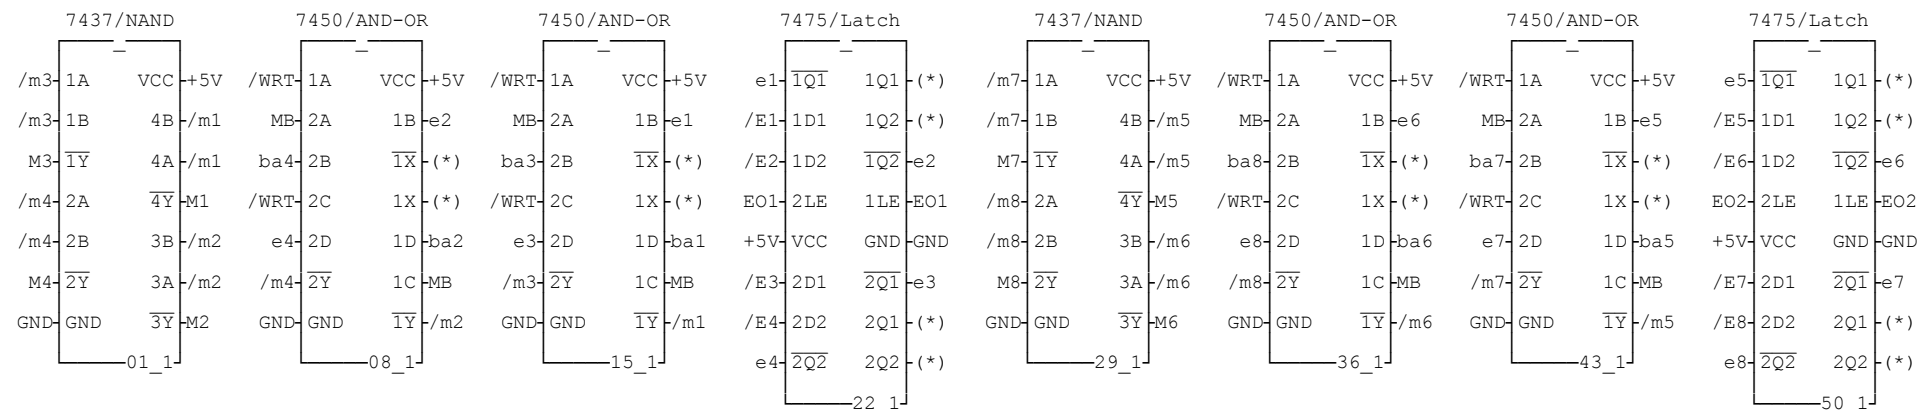 7437/NAND 7450/AND-OR 7450/AND-OR 7475/Latch 7437/NAND 7450/AND-OR 7450/AND-OR 7475/Latch
/m3 1A VCC +5V /WRT 1A VCC +5V /WRT 1A VCC +5V e1 1Q1 1Q1 (*) /m7 1A VCC +5V /WRT 1A VCC +5V /WRT 1A VCC +5V e5 1Q1 1Q1 (*)
/m3 1B 4B /m1 MB 2A 1B e2 MB 2A 1B e1 /E1 1D1 1Q2 (*) /m7 1B 4B /m5 MB 2A 1B e6 MB 2A 1B e5 /E5 1D1 1Q2 (*)
M3 1Y 4A /m1 ba4 2B 1X (*) ba3 2B 1X (*) /E2 1D2 1Q2 e2 M7 1Y 4A /m5 ba8 2B 1X (*) ba7 2B 1X (*) /E6 1D2 1Q2 e6
/m4 2A 4Y M1 /WRT 2C 1X (*) /WRT 2C 1X (*) EO1 2LE 1LE EO1 /m8 2A 4Y M5 /WRT 2C 1X (*) /WRT 2C 1X (*) EO2 2LE 1LE EO2
/m4 2B 3B /m2 e4 2D 1D ba2 e3 2D 1D ba1 +5V VCC GND GND /m8 2B 3B /m6 e8 2D 1D ba6 e7 2D 1D ba5 +5V VCC GND GND
M4 2Y 3A /m2 /m4 2Y 1C MB /m3 2Y 1C MB /E3 2D1 2Q1 e3 M8 2Y 3A /m6 /m8 2Y 1C MB /m7 2Y 1C MB /E7 2D1 2Q1 e7
GND GND 3Y M2 GND GND 1Y /m2 GND GND 1Y /m1 /E4 2D2 2Q1 (*) GND GND 3Y M6 GND GND 1Y /m6 GND GND 1Y /m5 /E8 2D2 2Q1 (*)
01_1 08_1 15_1 e4 2Q2 2Q2 (*) 29_1 36_1 43_1 e8 2Q2 2Q2 (*)
22_1 50_1